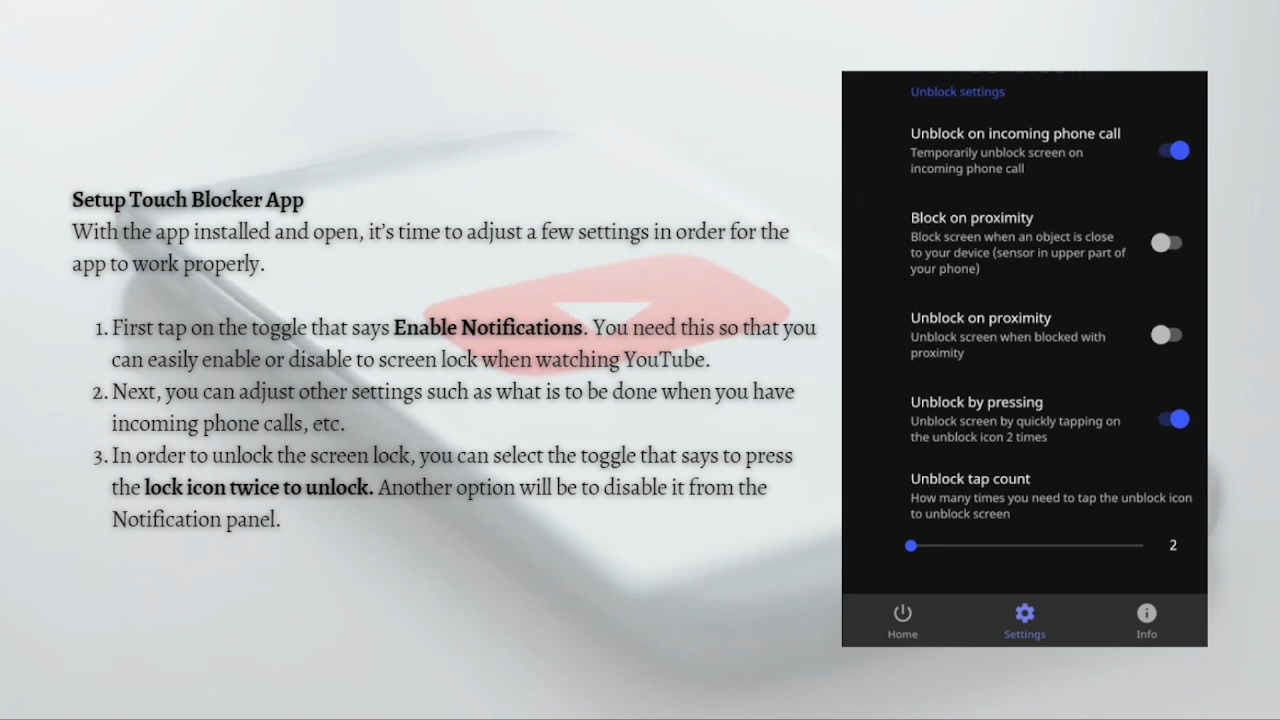 Setup Touch Blocker App
With the app installed and open, it's time to adjust a few settings in order for the
app to work properly.
1. First tap on the toggle that says Enable Notifications. You need this so that you
can easily enable or disable to screen lock when watching YouTube.
2. Next, you can adjust other settings such as what is to be done when you have
incoming phone calls, etc.
3. In order to unlock the screen lock, you can select the toggle that says to press
the lock icon twice to unlock. Another option will be to disable it from the
Notification panel.
Unblock settings
Unblock on incoming phone call
Temporarily unblock screen on
incoming phone call
Block on proximity
Block screen when an object is close
to your device (sensor in upper part of
your phone)
Unblock on proximity
Unblock screen when blocked with
proximity
Unblock by pressing
Unblock screen by quickly tapping on
the unblock icon 2 times
Unblock tap count
How many times you need to tap the unblock icon
to unblock screen
2
Home
Settings
Info